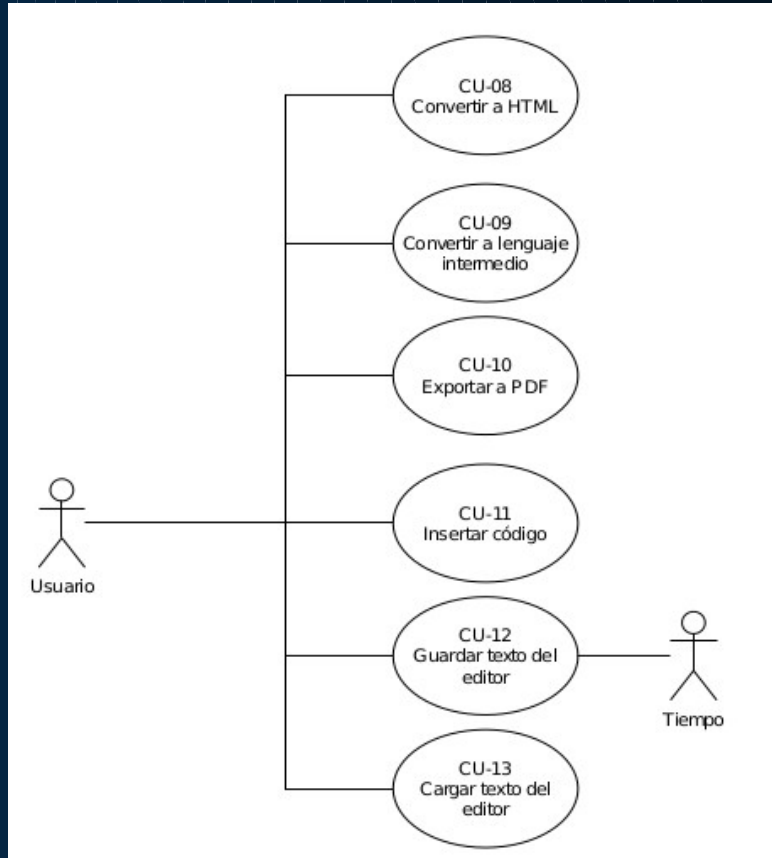 CU-08
Convertir a HTML
CU-09
Convertir a lenguaje
intermedio
CU-10
Exportar a PDF
CU-11
Insertar código
Usuario
CU-12
Guardar texto del
editor
Tiempo
CU-13
Cargar texto del
editor